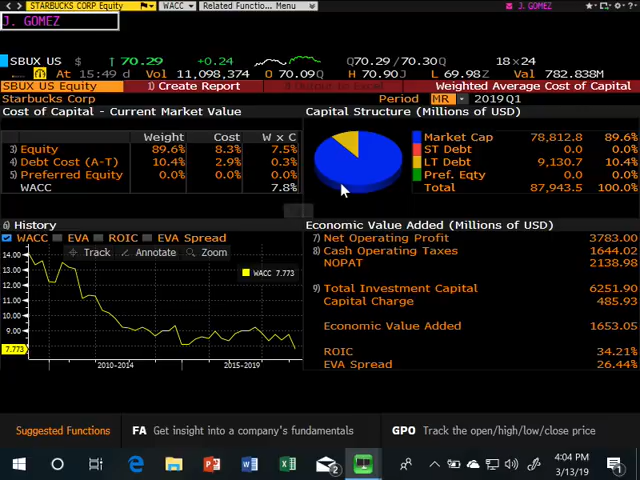 STARBUCKS CORP Equity WACC Related Functio... Menu J. GOMEZ
J. GOMEZ
SBUX US $ 70.29 +0.24 Q70.29 / 70.30Q 18 x 24
At 15:49 d Vol 11,098,374 O 70.09Q H 70.90J L 69.98Z Val 782.838M
SBUX US Equity 1) Create Report Weighted Average Cost of Capital
Starbucks Corp Period MR 2019 Q1
Cost of Capital - Current Market Value
Weight Cost W x C
3) Equity 89.6% 8.3% 7.5%
4) Debt Cost (A-T) 10.4% 2.9% 0.3%
5) Preferred Equity 0.0% 0.0% 0.0%
WACC 7.8%
Capital Structure (Millions of USD)
Market Cap 78,812.8 89.6%
ST Debt 0.0 0.0%
LT Debt 9,130.7 10.4%
Pref. Eqty 0.0 0.0%
Total 87,943.5 100.0%
6) History
WACC EVA ROIC EVA Spread
Track Annotate Zoom
WACC 7.773
14.00
13.00
12.00
11.00
10.00
9.00
8.00
7.773
2010-2014 2015-2019
Economic Value Added (Millions of USD)
7) Net Operating Profit 3783.00
8) Cash Operating Taxes 1644.02
NOPAT 2138.98
9) Total Investment Capital 6251.90
Capital Charge 485.93
Economic Value Added 1653.05
ROIC 34.21%
EVA Spread 26.44%
Suggested Functions FA Get insight into a company's fundamentals GPO Track the open/high/low/close price
4:04 PM
3/13/19